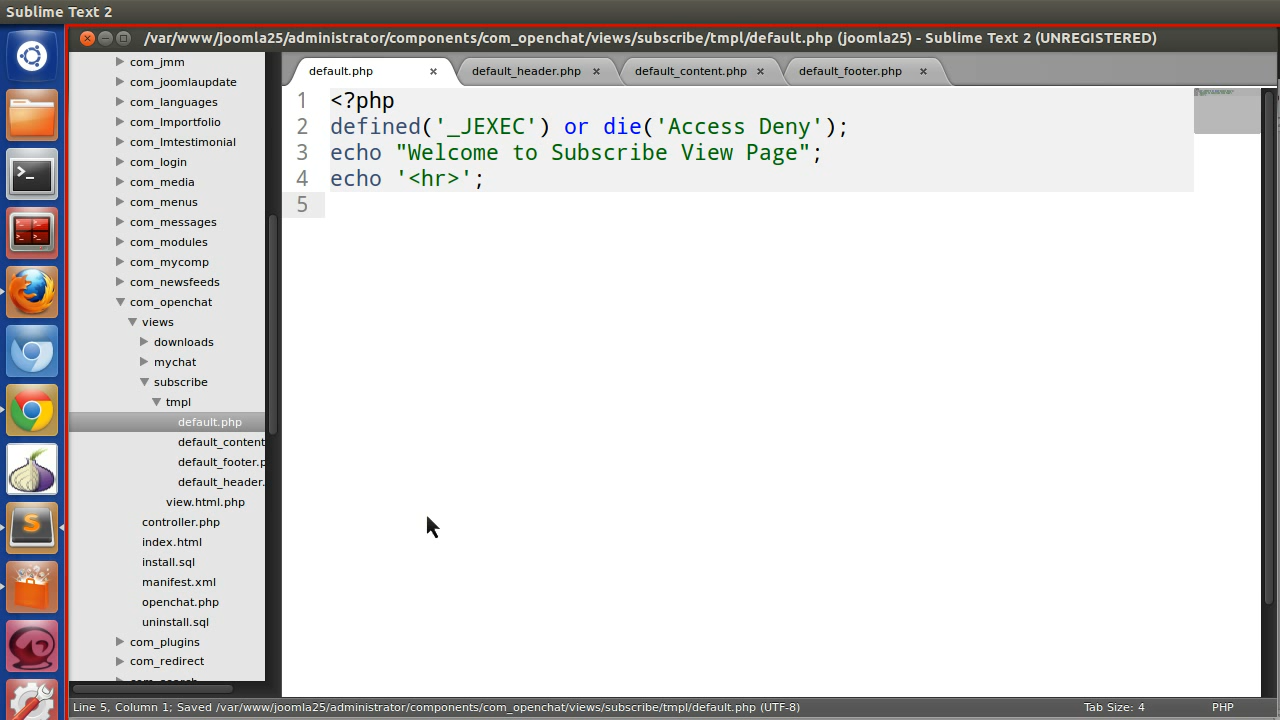 Sublime Text 2
/var/www/joomla25/administrator/components/com_openchat/views/subscribe/tmpl/default.php (joomla25) - Sublime Text 2 (UNREGISTERED)
default.php
default_header.php
default_content.php
default_footer.php
com_jmm
com_joomlaupdate
com_languages
com_lmportfolio
com_lmtestimonial
com_login
com_media
com_menus
com_messages
com_modules
com_mycomp
com_newsfeeds
com_openchat
views
downloads
mychat
subscribe
tmpl
default.php
default_content
default_footer.p
default_header.
view.html.php
controller.php
index.html
install.sql
manifest.xml
openchat.php
uninstall.sql
com_plugins
com_redirect
1 <?php
2 defined('_JEXEC') or die('Access Deny');
3 echo "Welcome to Subscribe View Page";
4 echo '<hr>';
5
Line 5, Column 1; Saved /var/www/joomla25/administrator/components/com_openchat/views/subscribe/tmpl/default.php (UTF-8)
Tab Size: 4
PHP